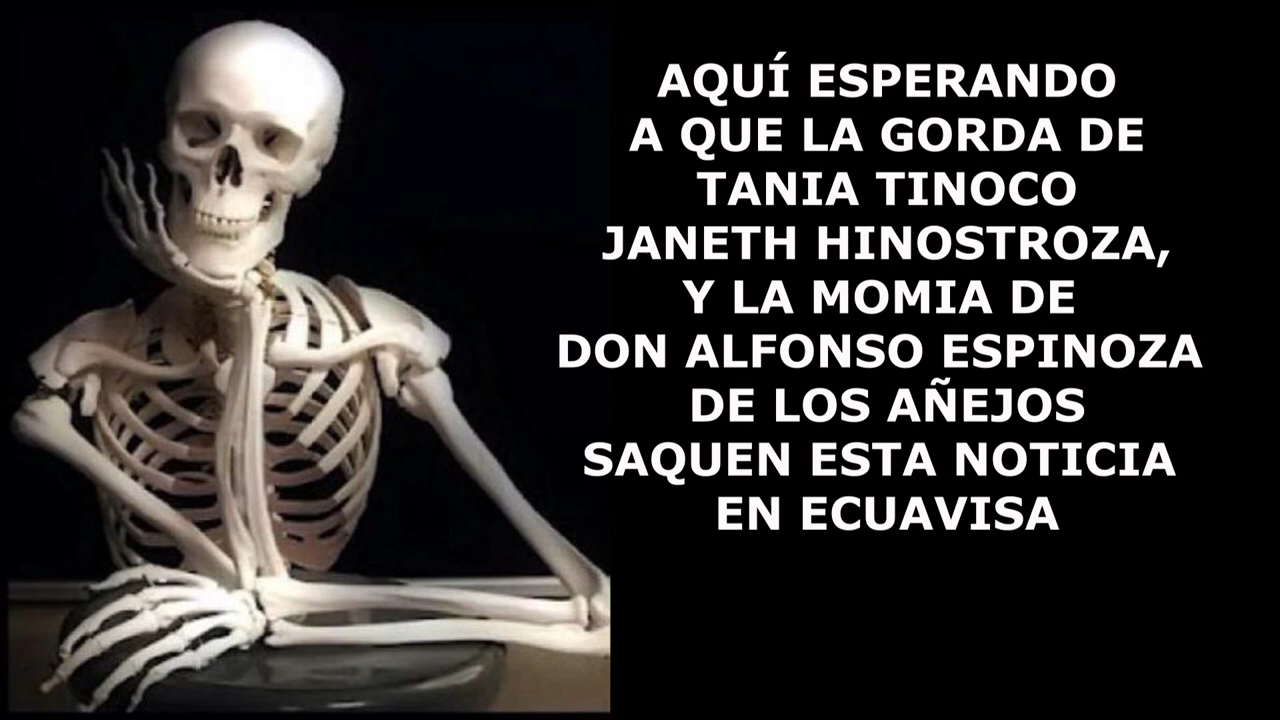 AQUÍ ESPERANDO
A QUE LA GORDA DE
TANIA TINOCO
JANETH HINOSTROZA,
Y LA MOMIA DE
DON ALFONSO ESPINOZA
DE LOS AÑEJOS
SAQUEN ESTA NOTICIA
EN ECUAVISA